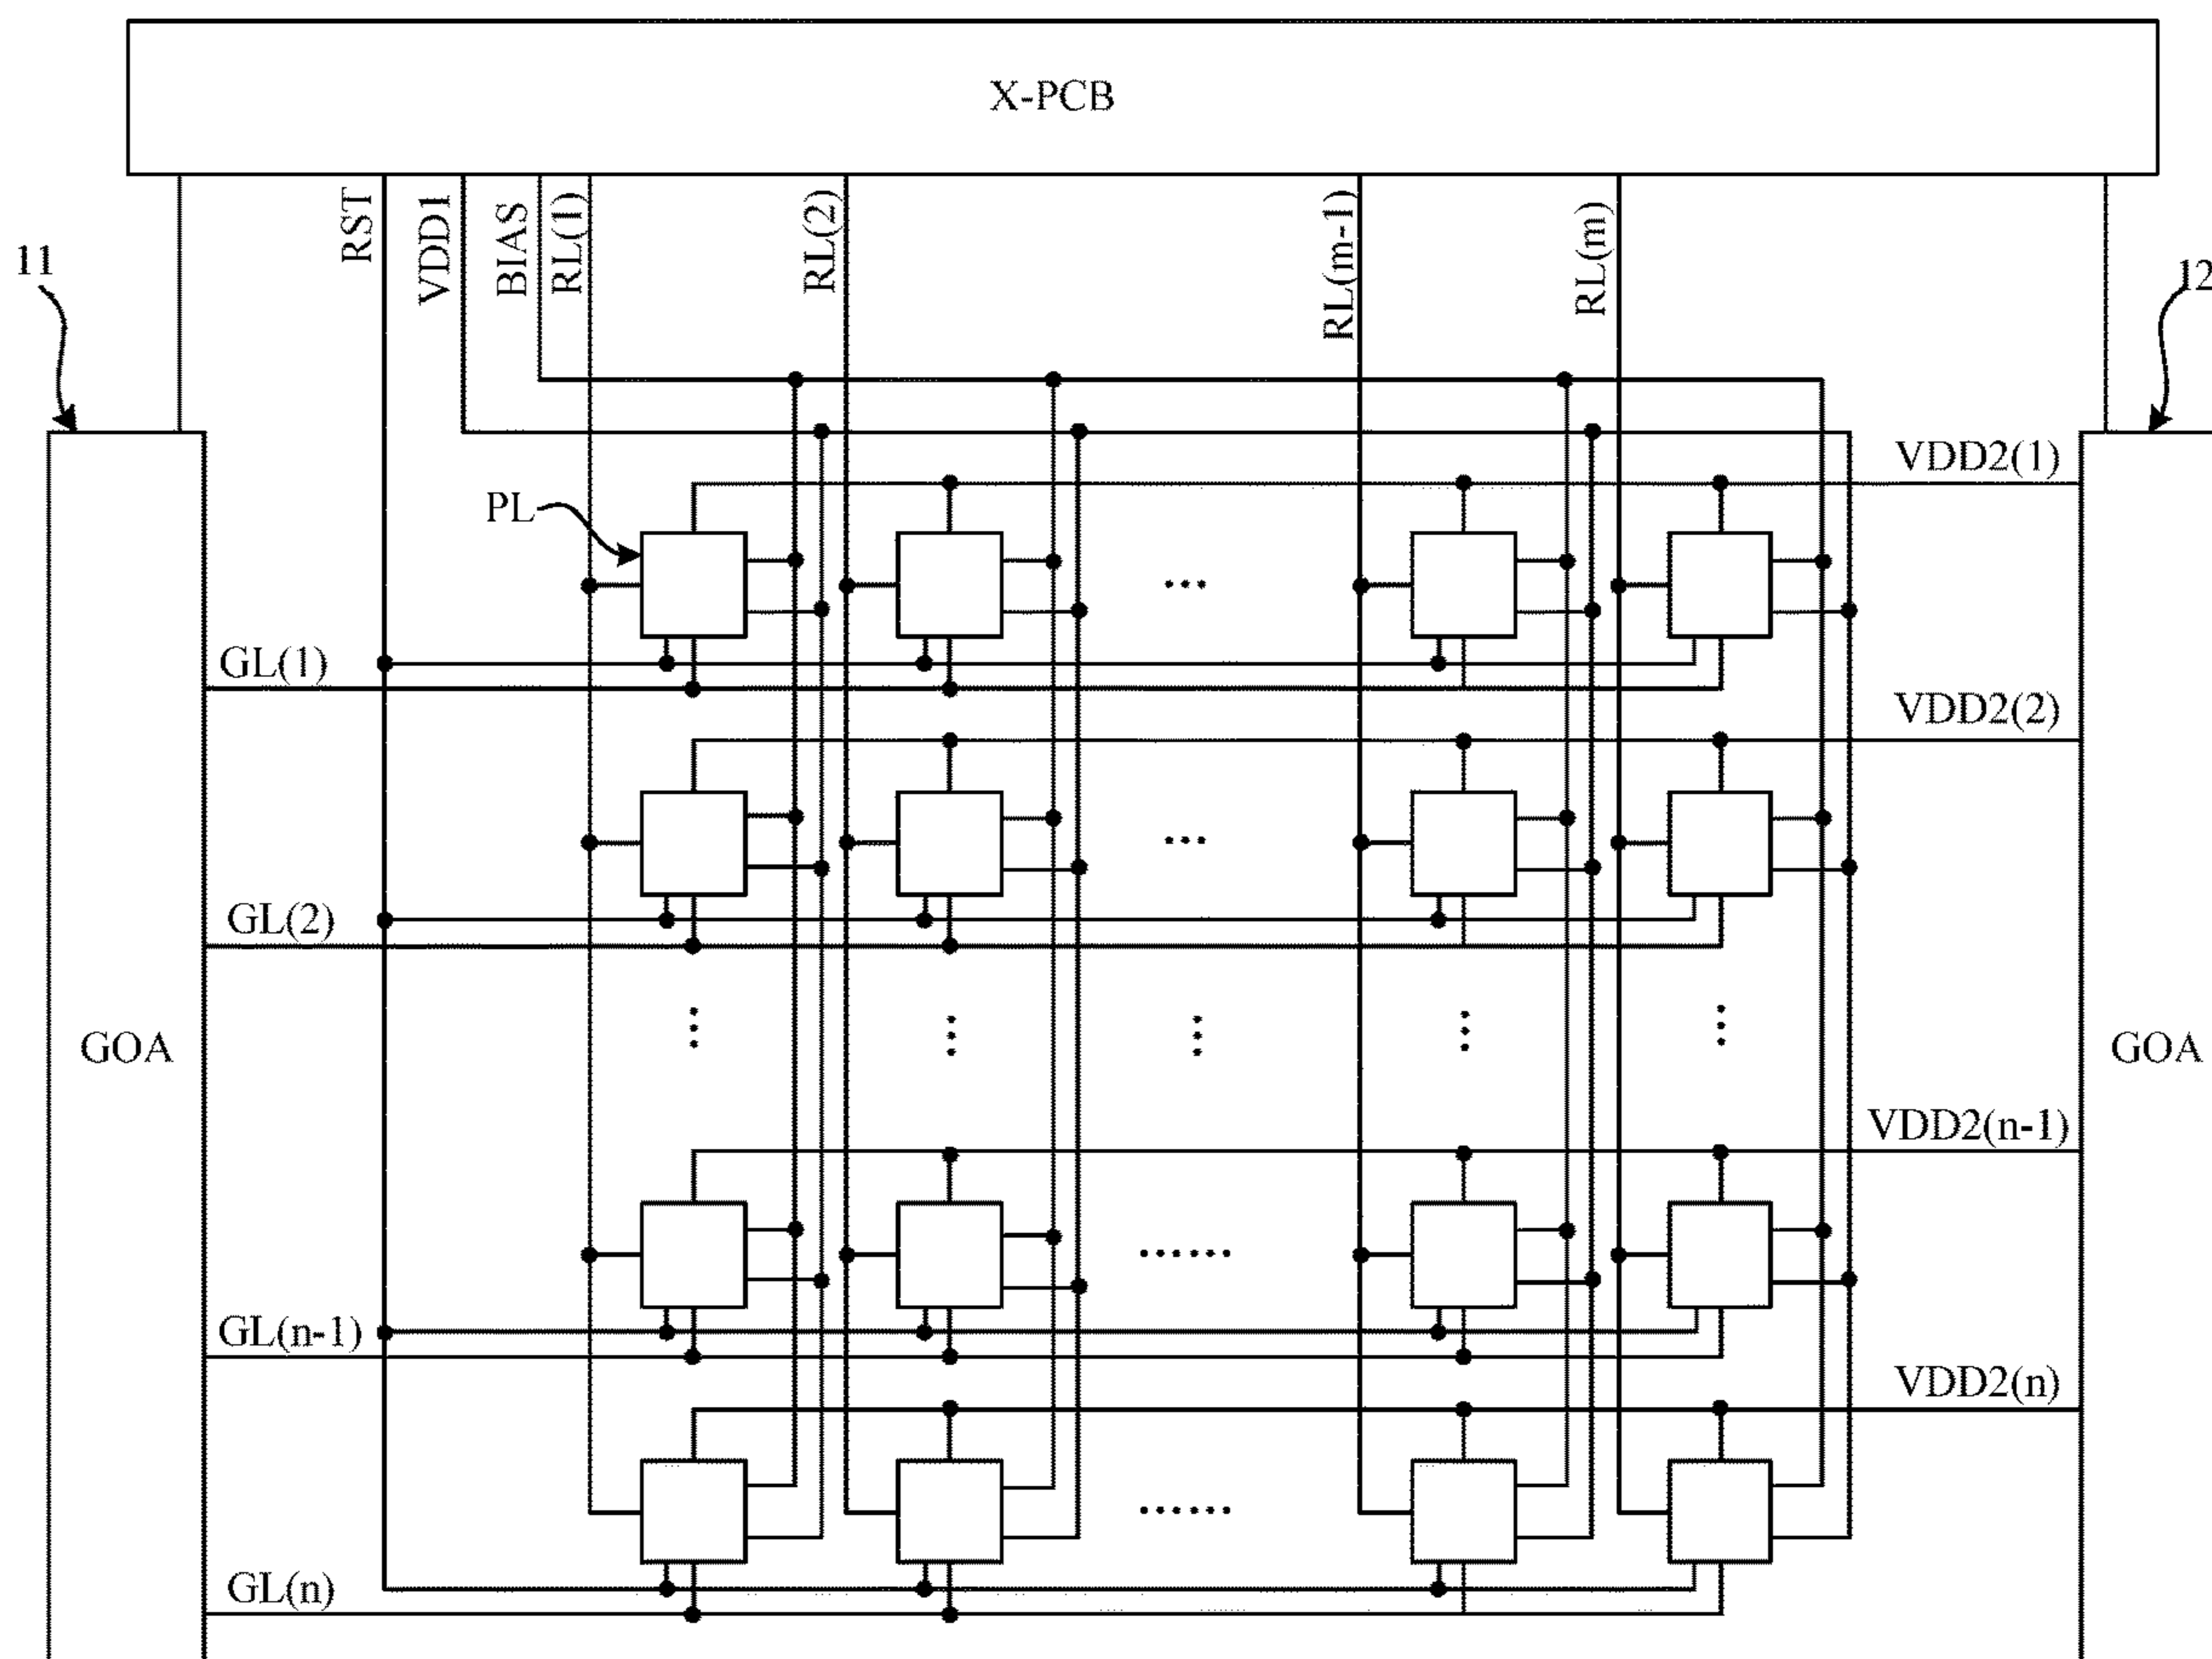 X-PCB
RST
VDD1
BIAS
RL(1)
RL(2)
RL(m-1)
RL(m)
11
12
VDD2(1)
PL
...
GL(1)
VDD2(2)
...
GL(2)
GOA
GOA
VDD2(n-1)
......
GL(n-1)
VDD2(n)
......
GL(n)